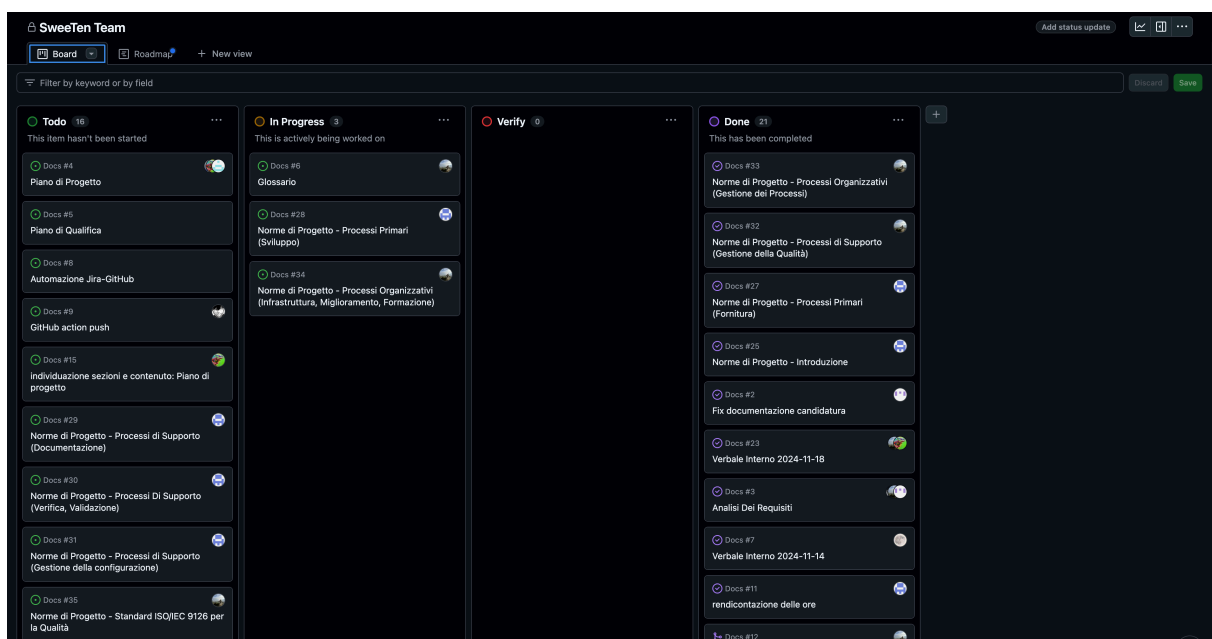 SweeTen Team
Add status update
Board
Roadmap
+ New view
Filter by keyword or by field
Discard
Save
Todo 16
This item hasn't been started
Docs #4
Piano di Progetto
Docs #5
Piano di Qualifica
Docs #8
Automazione Jira-GitHub
Docs #9
GitHub action push
Docs #15
individuazione sezioni e contenuto: Piano di
progetto
Docs #29
Norme di Progetto - Processi di Supporto
(Documentazione)
Docs #30
Norme di Progetto - Processi Di Supporto
(Verifica, Validazione)
Docs #31
Norme di Progetto - Processi di Supporto
(Gestione della configurazione)
Docs #35
Norme di Progetto - Standard ISO/IEC 9126 per
la Qualità
In Progress 3
This is actively being worked on
Docs #6
Glossario
Docs #28
Norme di Progetto - Processi Primari
(Sviluppo)
Docs #34
Norme di Progetto - Processi Organizzativi
(Infrastruttura, Miglioramento, Formazione)
Verify 0
Done 21
This has been completed
Docs #33
Norme di Progetto - Processi Organizzativi
(Gestione dei Processi)
Docs #32
Norme di Progetto - Processi di Supporto
(Gestione della Qualità)
Docs #27
Norme di Progetto - Processi Primari
(Fornitura)
Docs #25
Norme di Progetto - Introduzione
Docs #2
Fix documentazione candidatura
Docs #23
Verbale Interno 2024-11-18
Docs #3
Analisi Dei Requisiti
Docs #7
Verbale Interno 2024-11-14
Docs #11
rendicontazione delle ore
Docs #12